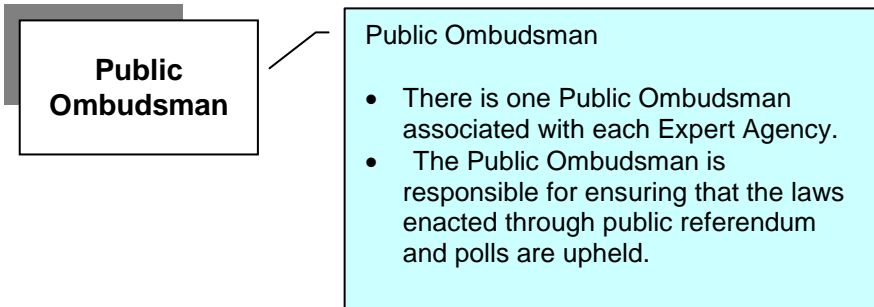 Public
Ombudsman
Public Ombudsman
• There is one Public Ombudsman
associated with each Expert Agency.
• The Public Ombudsman is
responsible for ensuring that the laws
enacted through public referendum
and polls are upheld.